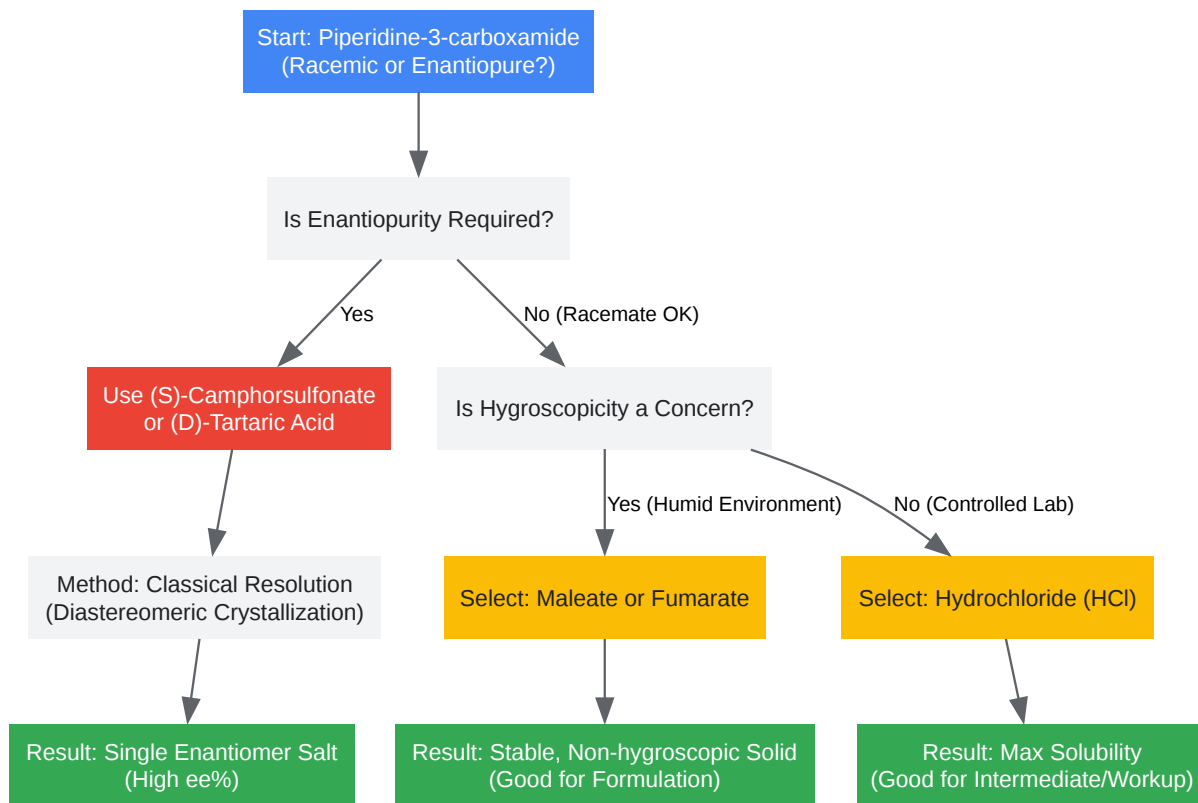 Start: Piperidine-3-carboxamide
(Racemic or Enantiopure?)
Is Enantiopurity Required?
Yes
No (Racemate OK)
Use (S)-Camphorsulfonate
or (D)-Tartaric Acid
Is Hygroscopicity a Concern?
Yes (Humid Environment)
No (Controlled Lab)
Method: Classical Resolution
(Diastereomeric Crystallization)
Select: Maleate or Fumarate
Select: Hydrochloride (HCl)
Result: Single Enantiomer Salt
(High ee%)
Result: Stable, Non-hygroscopic Solid
(Good for Formulation)
Result: Max Solubility
(Good for Intermediate/Workup)